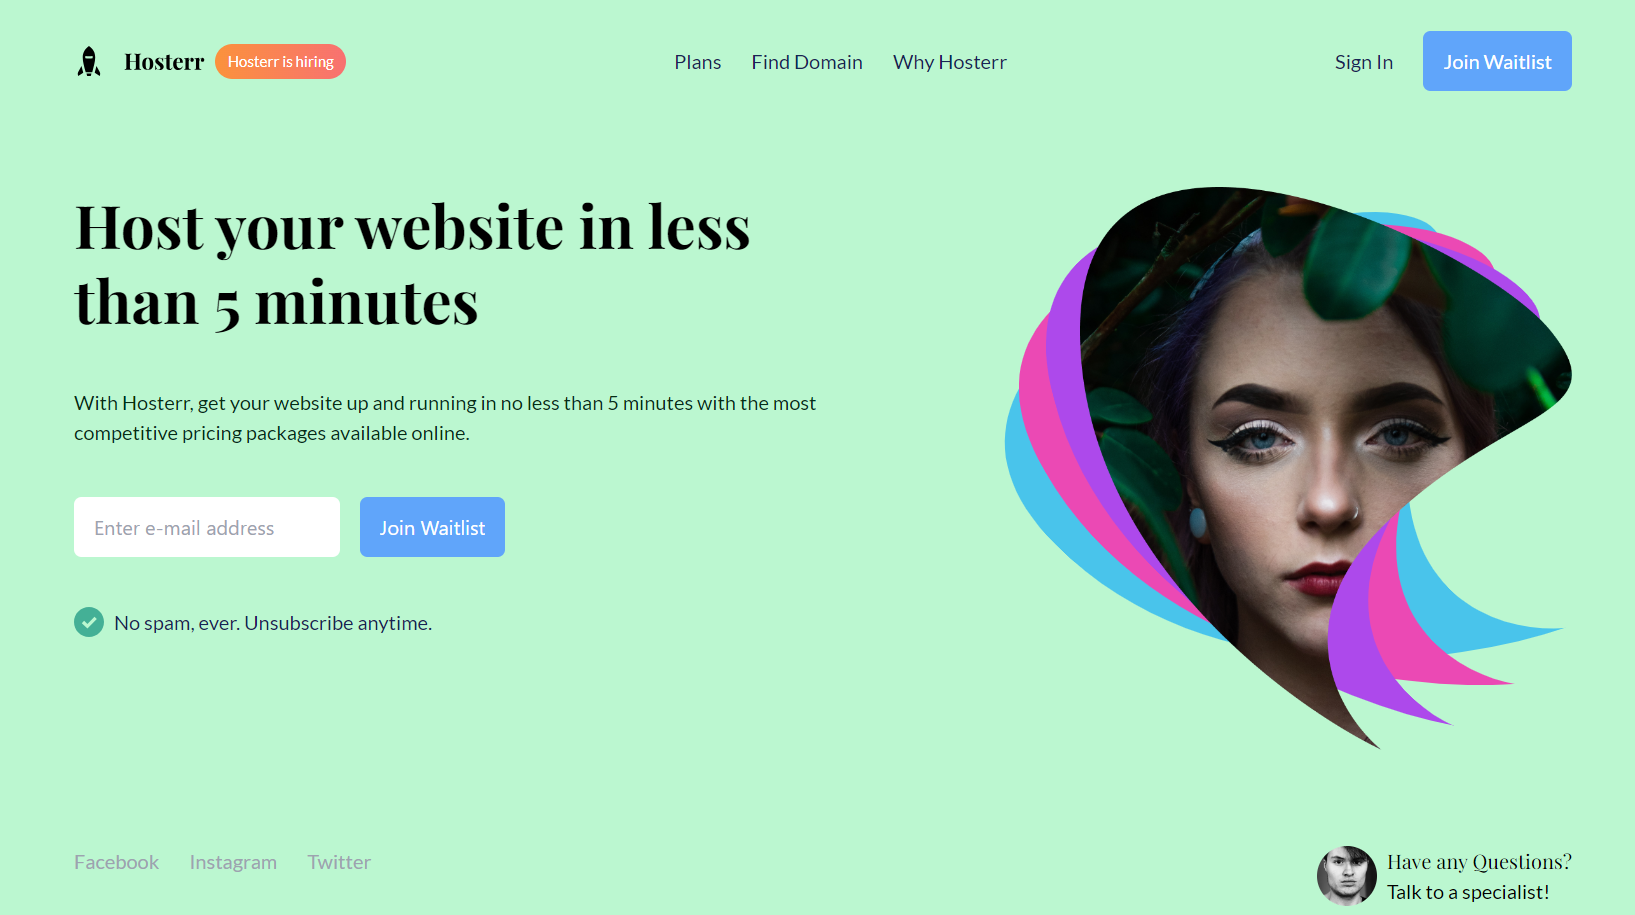 Hosterr
Hosterr is hiring
Plans
Find Domain
Why Hosterr
Sign In
Join Waitlist
Host your website in less
than 5 minutes
With Hosterr, get your website up and running in no less than 5 minutes with the most
competitive pricing packages available online.
Enter e-mail address
Join Waitlist
No spam, ever. Unsubscribe anytime.
Facebook
Instagram
Twitter
Have any Questions?
Talk to a specialist!